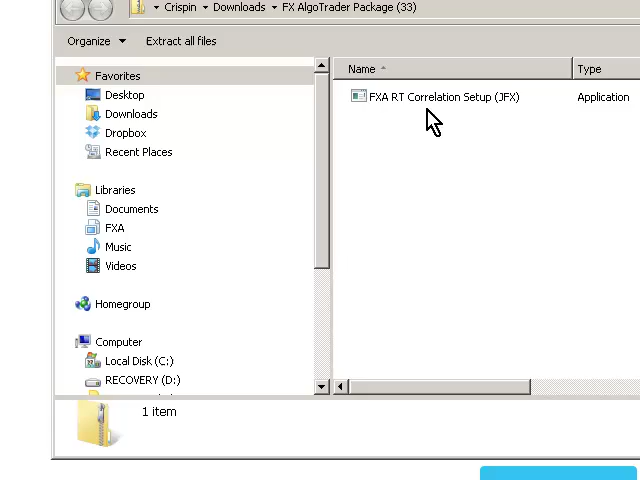 Crispin Downloads FX AlgoTrader Package (33)
Organize Extract all files
Favorites
Desktop
Downloads
Dropbox
Recent Places
Libraries
Documents
FXA
Music
Videos
Homegroup
Computer
Local Disk (C:)
RECOVERY (D:)
Name Type
FXA RT Correlation Setup (JFX) Application
1 item